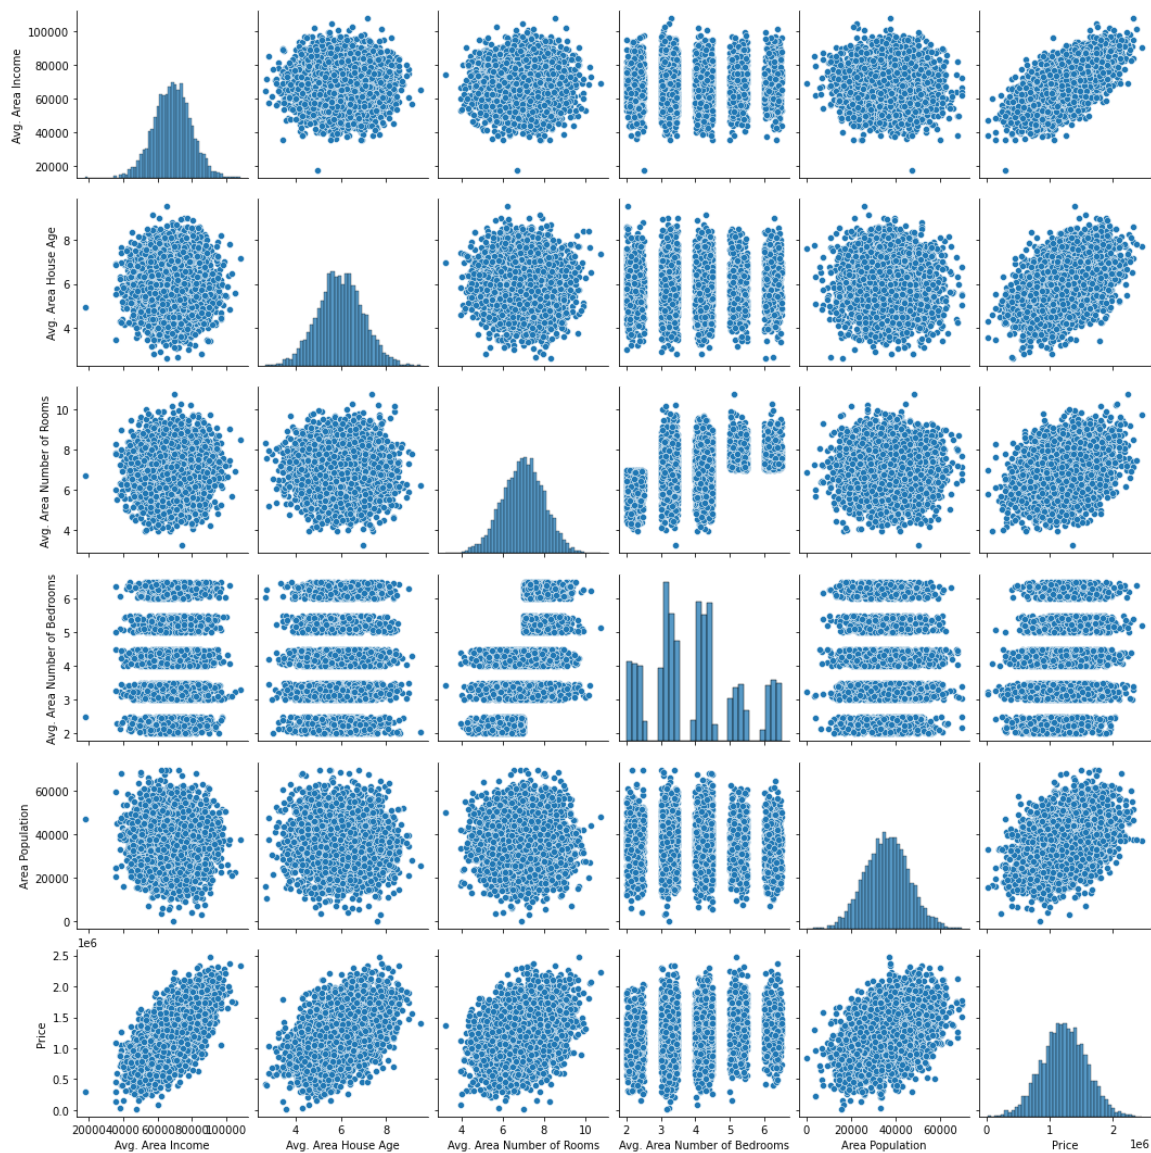 100000
80000
60000
40000
20000
Avg. Area Income
8
6
4
Avg. Area House Age
10
8
6
4
Avg. Area Number of Rooms
6
5
4
3
2
Avg. Area Number of Bedrooms
60000
40000
20000
0
Area Population
1e6
2.5
2.0
1.5
1.0
0.5
0.0
Price
20000 40000 60000 80000 100000
4 6 8
4 6 8 10
2 3 4 5 6
0 20000 40000 60000
0 1 2
1e6
Avg. Area Income
Avg. Area House Age
Avg. Area Number of Rooms
Avg. Area Number of Bedrooms
Area Population
Price